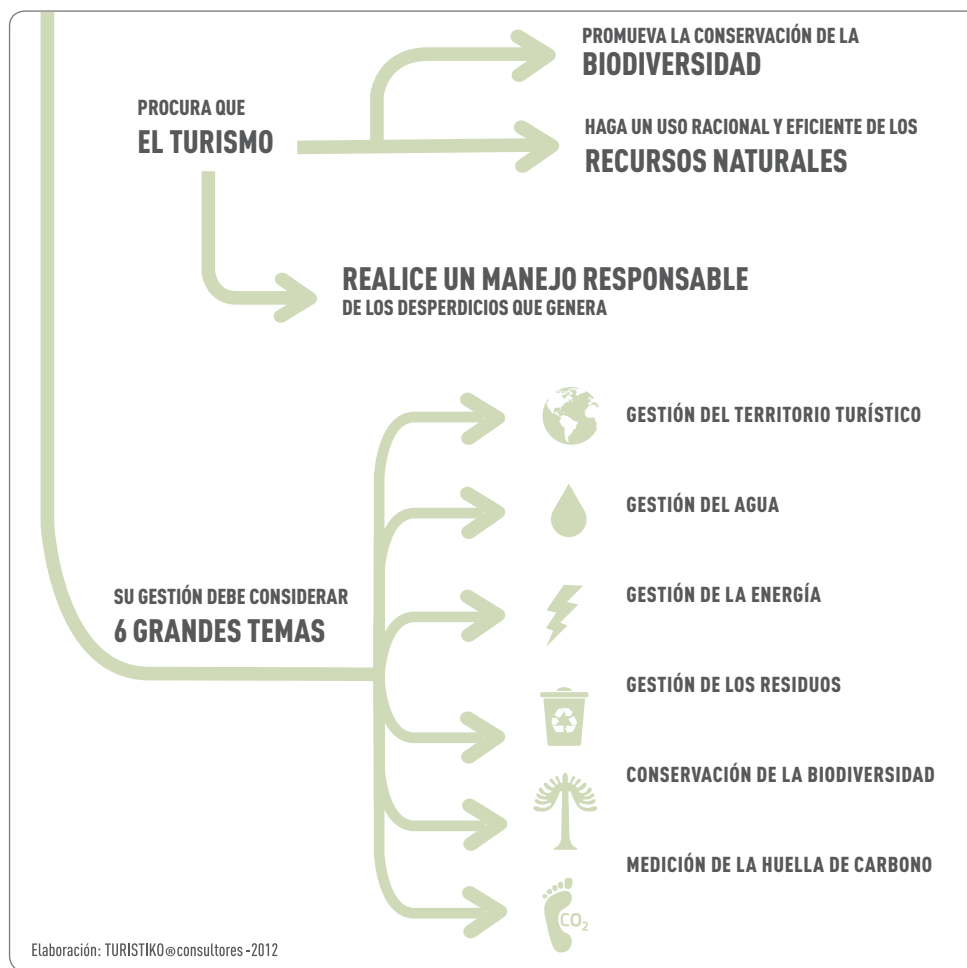 PROMUEVA LA CONSERVACIÓN DE LA
BIODIVERSIDAD
PROCURA QUE
EL TURISMO
HAGA UN USO RACIONAL Y EFICIENTE DE LOS
RECURSOS NATURALES
REALICE UN MANEJO RESPONSABLE
DE LOS DESPERDICIOS QUE GENERA
SU GESTIÓN DEBE CONSIDERAR
6 GRANDES TEMAS
GESTIÓN DEL TERRITORIO TURÍSTICO
GESTIÓN DEL AGUA
GESTIÓN DE LA ENERGÍA
GESTIÓN DE LOS RESIDUOS
CONSERVACIÓN DE LA BIODIVERSIDAD
MEDICIÓN DE LA HUELLA DE CARBONO
CO₂
Elaboración: TURISTIKO®consultores -2012